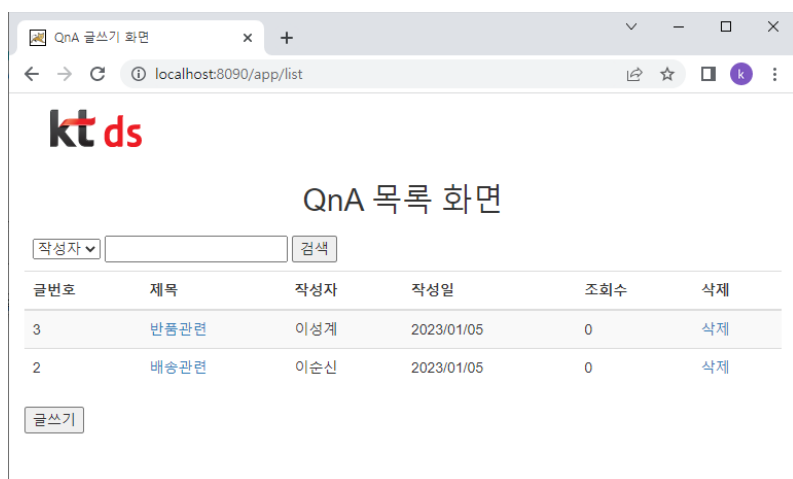 QnA 글쓰기 화면
localhost:8090/app/list
k
kt ds
QnA 목록 화면
작성자 검색
글번호 제목 작성자 작성일 조회수 삭제
3 반품관련 이성계 2023/01/05 0 삭제
2 배송관련 이순신 2023/01/05 0 삭제
글쓰기